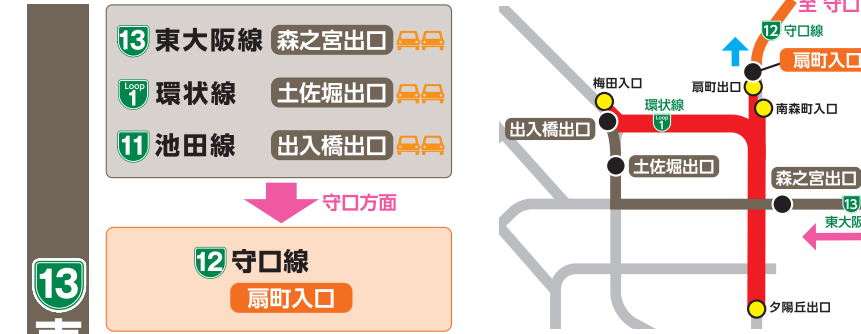 13 東大阪線 森之宮出口
Loop 1 環状線 土佐堀出口
11 池田線 出入橋出口
守口方面
12 守口線
扇町入口
13
至 守口
12 守口線
扇町入口
梅田入口
扇町出口
環状線
Loop 1
南森町入口
出入橋出口
土佐堀出口
森之宮出口
13
東大阪
夕陽丘出口